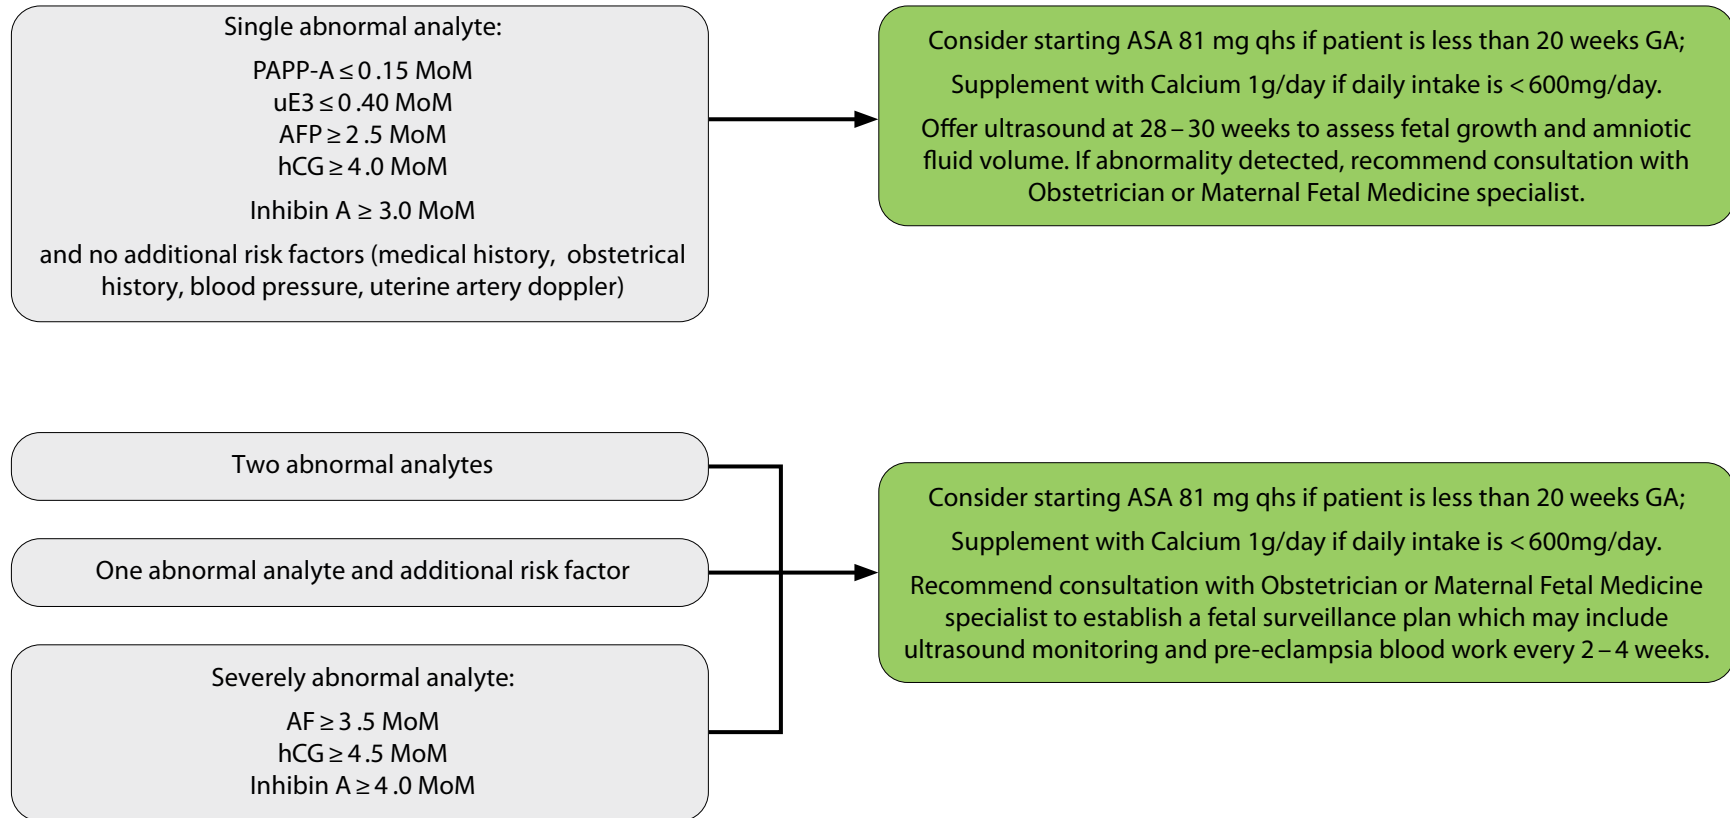 Single abnormal analyte:
PAPP-A ≤ 0 .15 MoM
uE3 ≤ 0.40 MoM
AFP ≥ 2 .5 MoM
hCG ≥ 4.0 MoM
Inhibin A ≥ 3.0 MoM
and no additional risk factors (medical history, obstetrical
history, blood pressure, uterine artery doppler)
Consider starting ASA 81 mg qhs if patient is less than 20 weeks GA;
Supplement with Calcium 1g/day if daily intake is < 600mg/day.
Offer ultrasound at 28 – 30 weeks to assess fetal growth and amniotic
fluid volume. If abnormality detected, recommend consultation with
Obstetrician or Maternal Fetal Medicine specialist.
Two abnormal analytes
One abnormal analyte and additional risk factor
Severely abnormal analyte:
AF ≥ 3 .5 MoM
hCG ≥ 4.5 MoM
Inhibin A ≥ 4 .0 MoM
Consider starting ASA 81 mg qhs if patient is less than 20 weeks GA;
Supplement with Calcium 1g/day if daily intake is < 600mg/day.
Recommend consultation with Obstetrician or Maternal Fetal Medicine
specialist to establish a fetal surveillance plan which may include
ultrasound monitoring and pre-eclampsia blood work every 2 – 4 weeks.